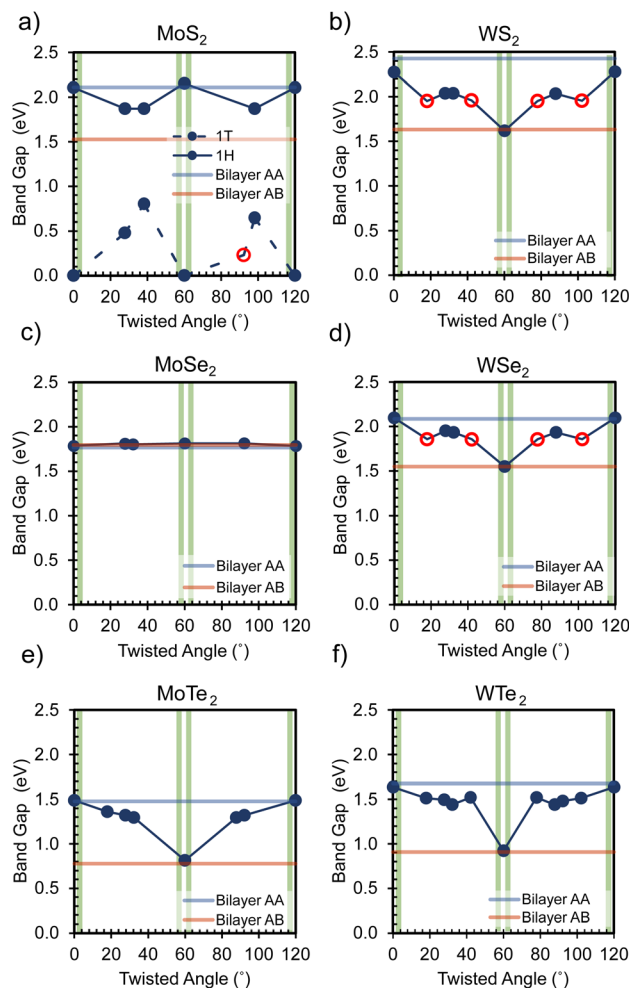 a)
MoS2
Band Gap (eV)
2.5
2.0
1.5
1.0
0.5
0.0
1T
1H
Bilayer AA
Bilayer AB
0 20 40 60 80 100 120
Twisted Angle (°)
b)
WS2
Band Gap (eV)
2.5
2.0
1.5
1.0
0.5
0.0
Bilayer AA
Bilayer AB
0 20 40 60 80 100 120
Twisted Angle (°)
c)
MoSe2
Band Gap (eV)
2.5
2.0
1.5
1.0
0.5
0.0
Bilayer AA
Bilayer AB
0 20 40 60 80 100 120
Twisted Angle (°)
d)
WSe2
Band Gap (eV)
2.5
2.0
1.5
1.0
0.5
0.0
Bilayer AA
Bilayer AB
0 20 40 60 80 100 120
Twisted Angle (°)
e)
MoTe2
Band Gap (eV)
2.5
2.0
1.5
1.0
0.5
0.0
Bilayer AA
Bilayer AB
0 20 40 60 80 100 120
Twisted Angle (°)
f)
WTe2
Band Gap (eV)
2.5
2.0
1.5
1.0
0.5
0.0
Bilayer AA
Bilayer AB
0 20 40 60 80 100 120
Twisted Angle (°)